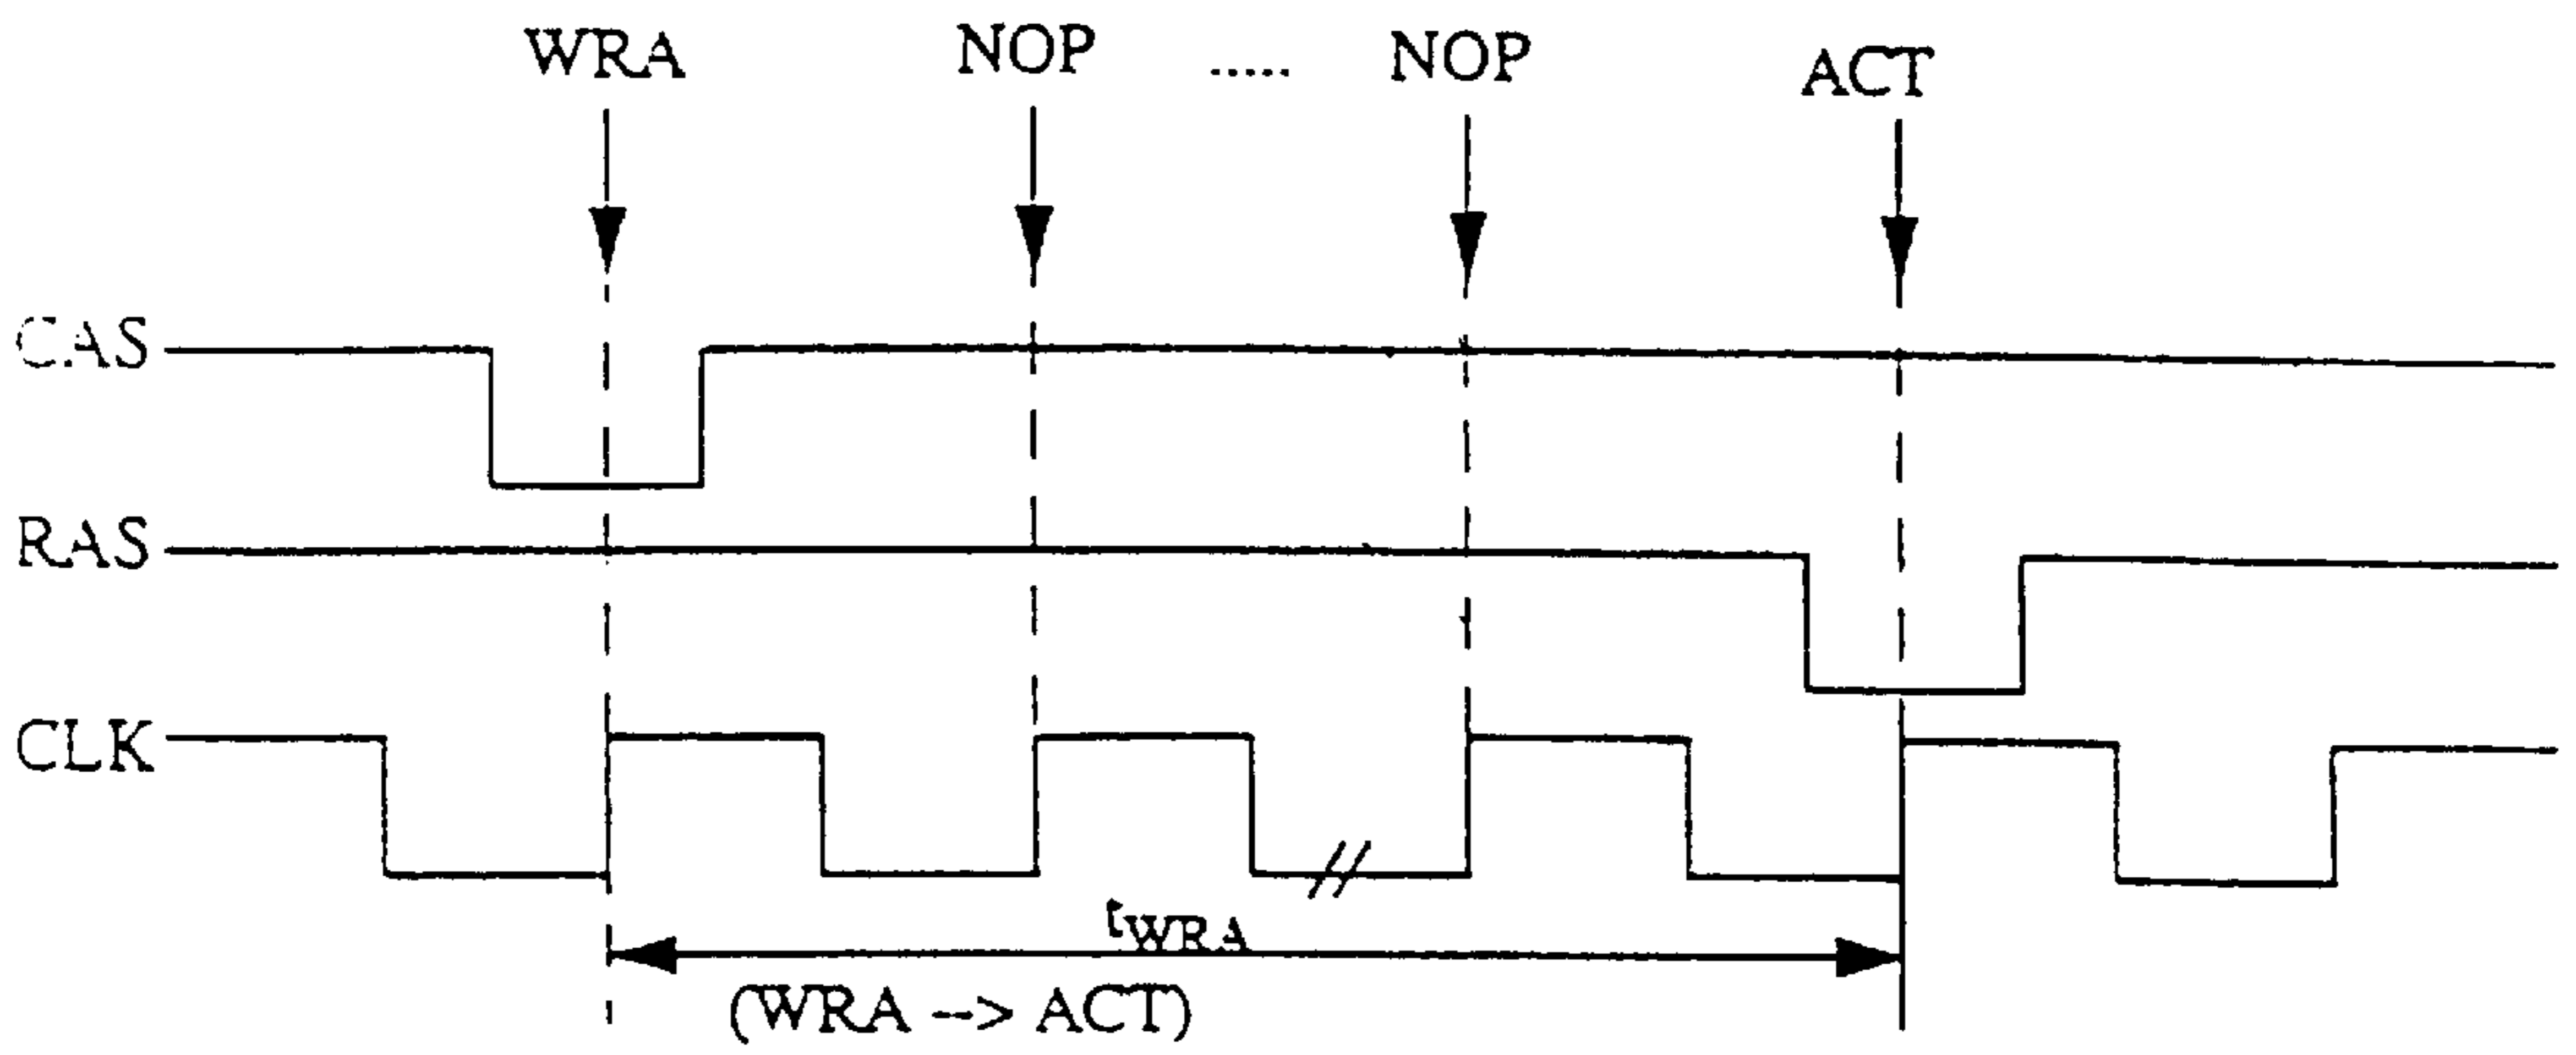 WRA NOP ..... NOP ACT
CAS
RAS
CLK
tWRA
(WRA --> ACT)